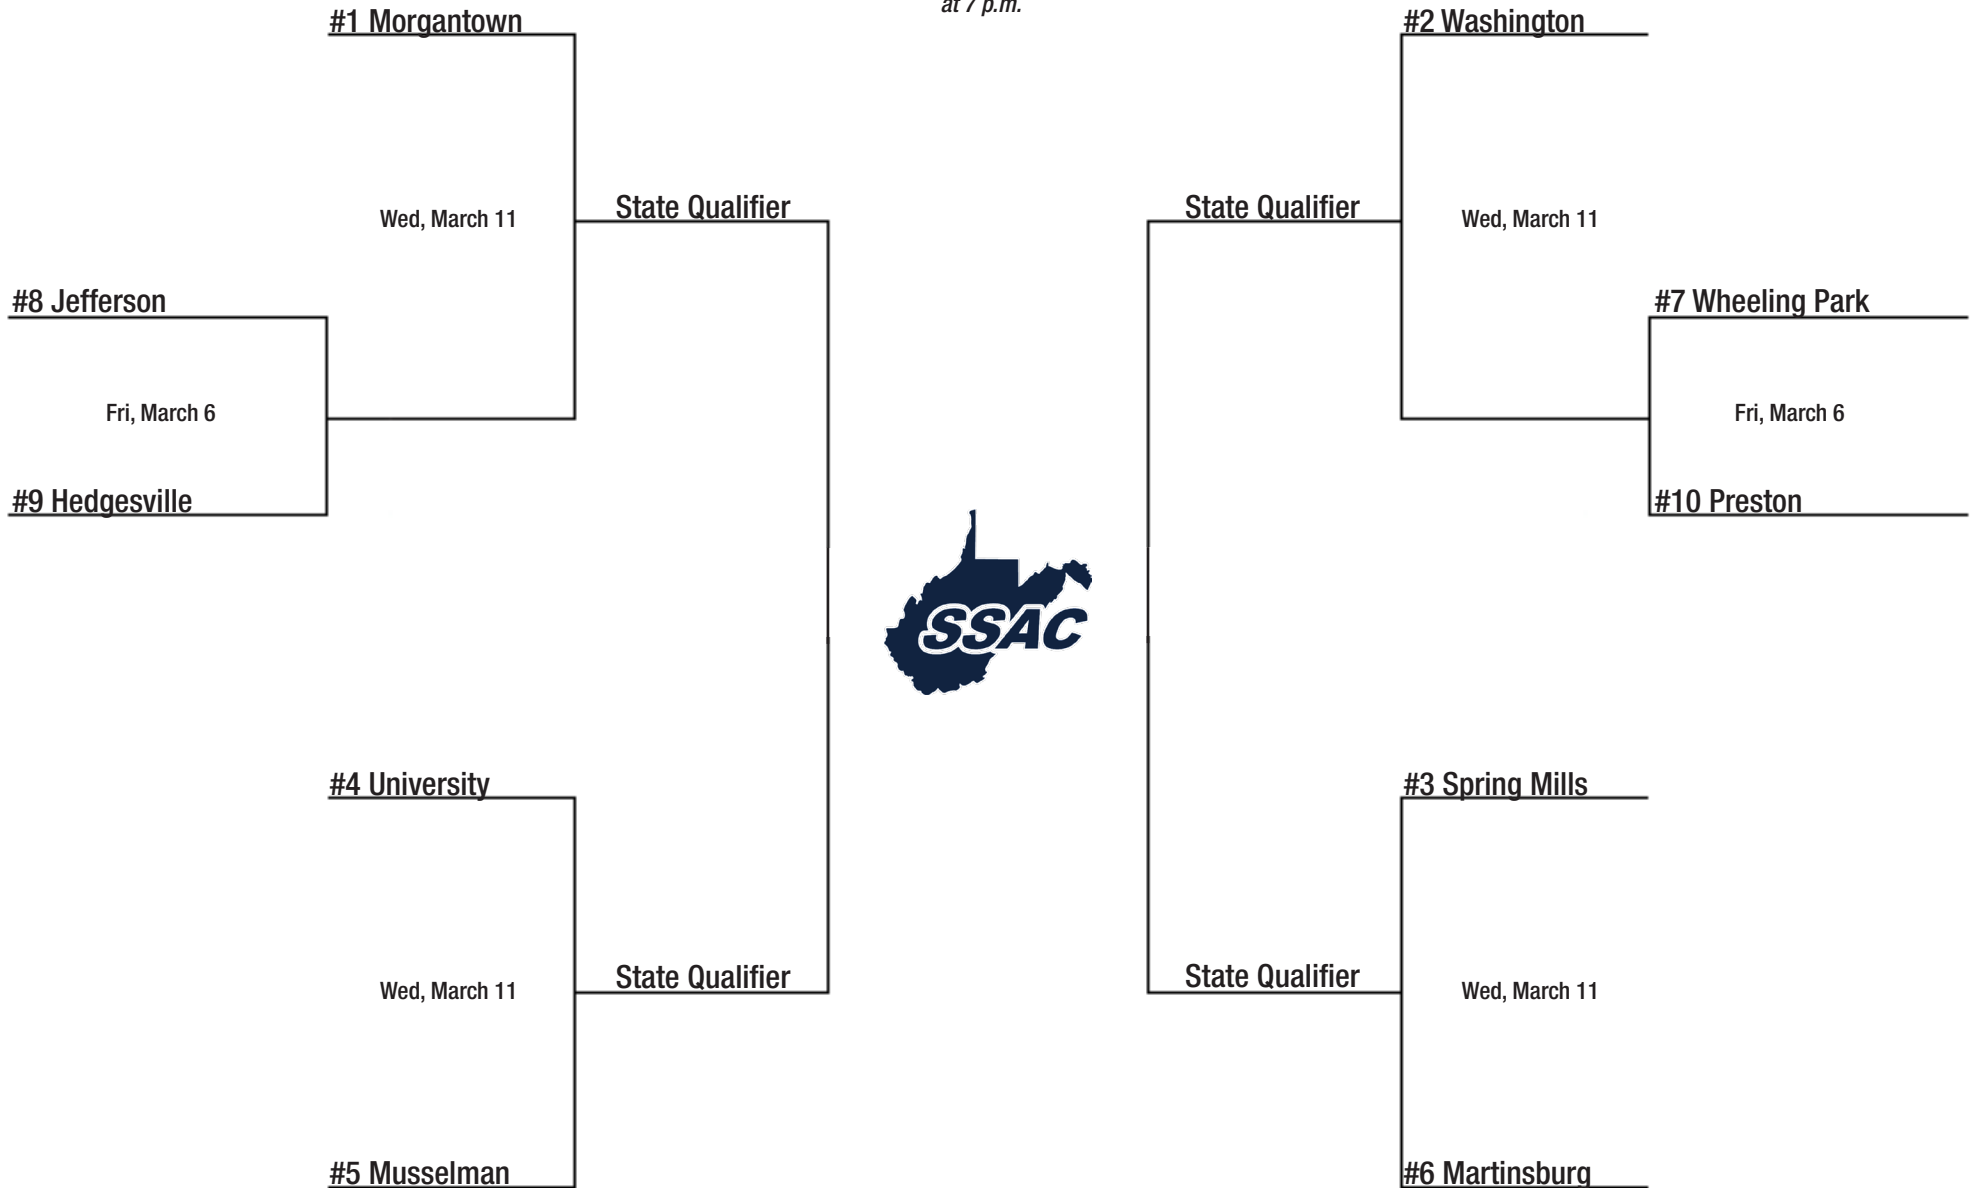 at 7 p.m.
#1 Morgantown
#2 Washington
Wed, March 11
State Qualifier
State Qualifier
Wed, March 11
#8 Jefferson
#7 Wheeling Park
Fri, March 6
Fri, March 6
#9 Hedgesville
#10 Preston
SSAC
#4 University
#3 Spring Mills
Wed, March 11
State Qualifier
State Qualifier
Wed, March 11
#5 Musselman
#6 Martinsburg